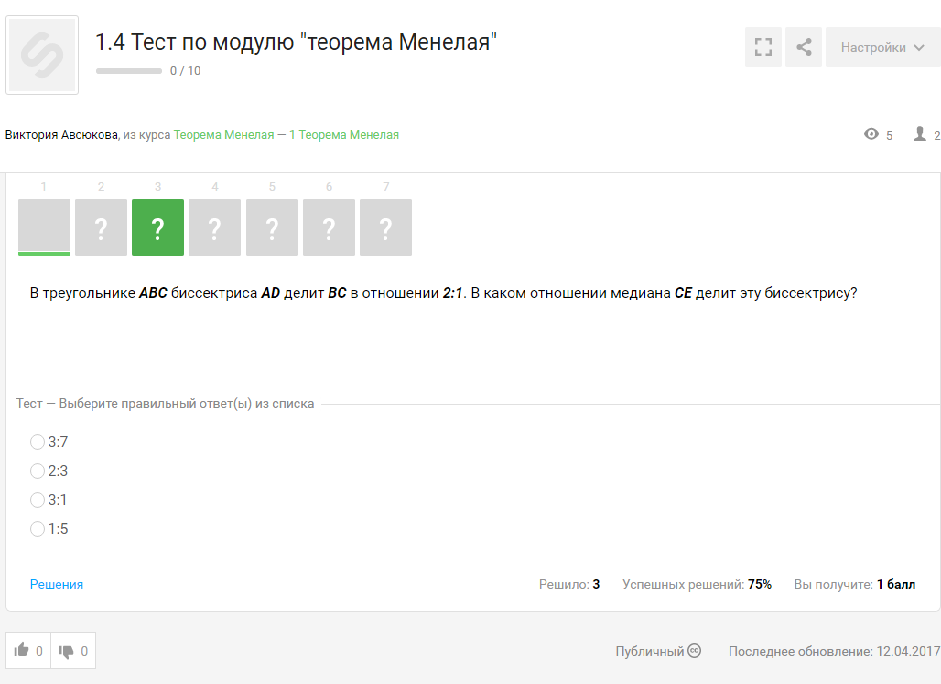 1.4 Тест по модулю "теорема Менелая"
0 / 10
Настройки
Виктория Авсюкова, из курса Теорема Менелая — 1 Теорема Менелая
5
2
1 2 3 4 5 6 7
? ? ? ? ? ?
В треугольнике ABC биссектриса AD делит BC в отношении 2:1. В каком отношении медиана CE делит эту биссектрису?
Тест — Выберите правильный ответ(ы) из списка
3:7
2:3
3:1
1:5
Решения
Решило: 3 Успешных решений: 75% Вы получите: 1 балл
0 0
Публичный cc Последнее обновление: 12.04.2017